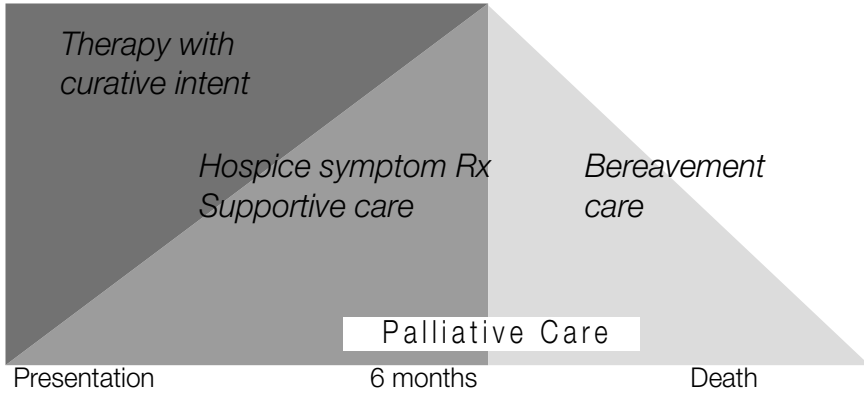 Therapy with
curative intent
Hospice symptom Rx
Supportive care
Bereavement
care
Palliative Care
Presentation
6 months
Death